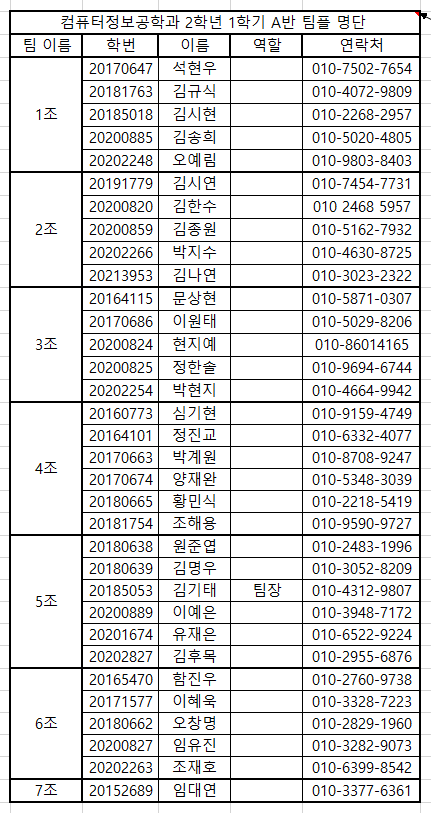 컴퓨터정보공학과 2학년 1학기 A반 팀플 명단
팀 이름 학번 이름 역할 연락처
1조
20170647 석현우 010-7502-7654
20181763 김규식 010-4072-9809
20185018 김시현 010-2268-2957
20200885 김송희 010-5020-4805
20202248 오예림 010-9803-8403
2조
20191779 김시연 010-7454-7731
20200820 김한수 010 2468 5957
20200859 김종원 010-5162-7932
20202266 박지수 010-4630-8725
20213953 김나연 010-3023-2322
3조
20164115 문상현 010-5871-0307
20170686 이원태 010-5029-8206
20200824 현지예 010-86014165
20200825 정한솔 010-9694-6744
20202254 박현지 010-4664-9942
4조
20160773 심기현 010-9159-4749
20164101 정진교 010-6332-4077
20170663 박계원 010-8708-9247
20170674 양재완 010-5348-3039
20180665 황민식 010-2218-5419
20181754 조해용 010-9590-9727
5조
20180638 원준엽 010-2483-1996
20180639 김명우 010-3052-8209
20185053 김기태 팀장 010-4312-9807
20200889 이예은 010-3948-7172
20201674 유재은 010-6522-9224
20202827 김후목 010-2955-6876
6조
20165470 함진우 010-2760-9738
20171577 이혜욱 010-3328-7223
20180662 오창명 010-2829-1960
20200827 임유진 010-3282-9073
20202263 조재호 010-6399-8542
7조 20152689 임대연 010-3377-6361